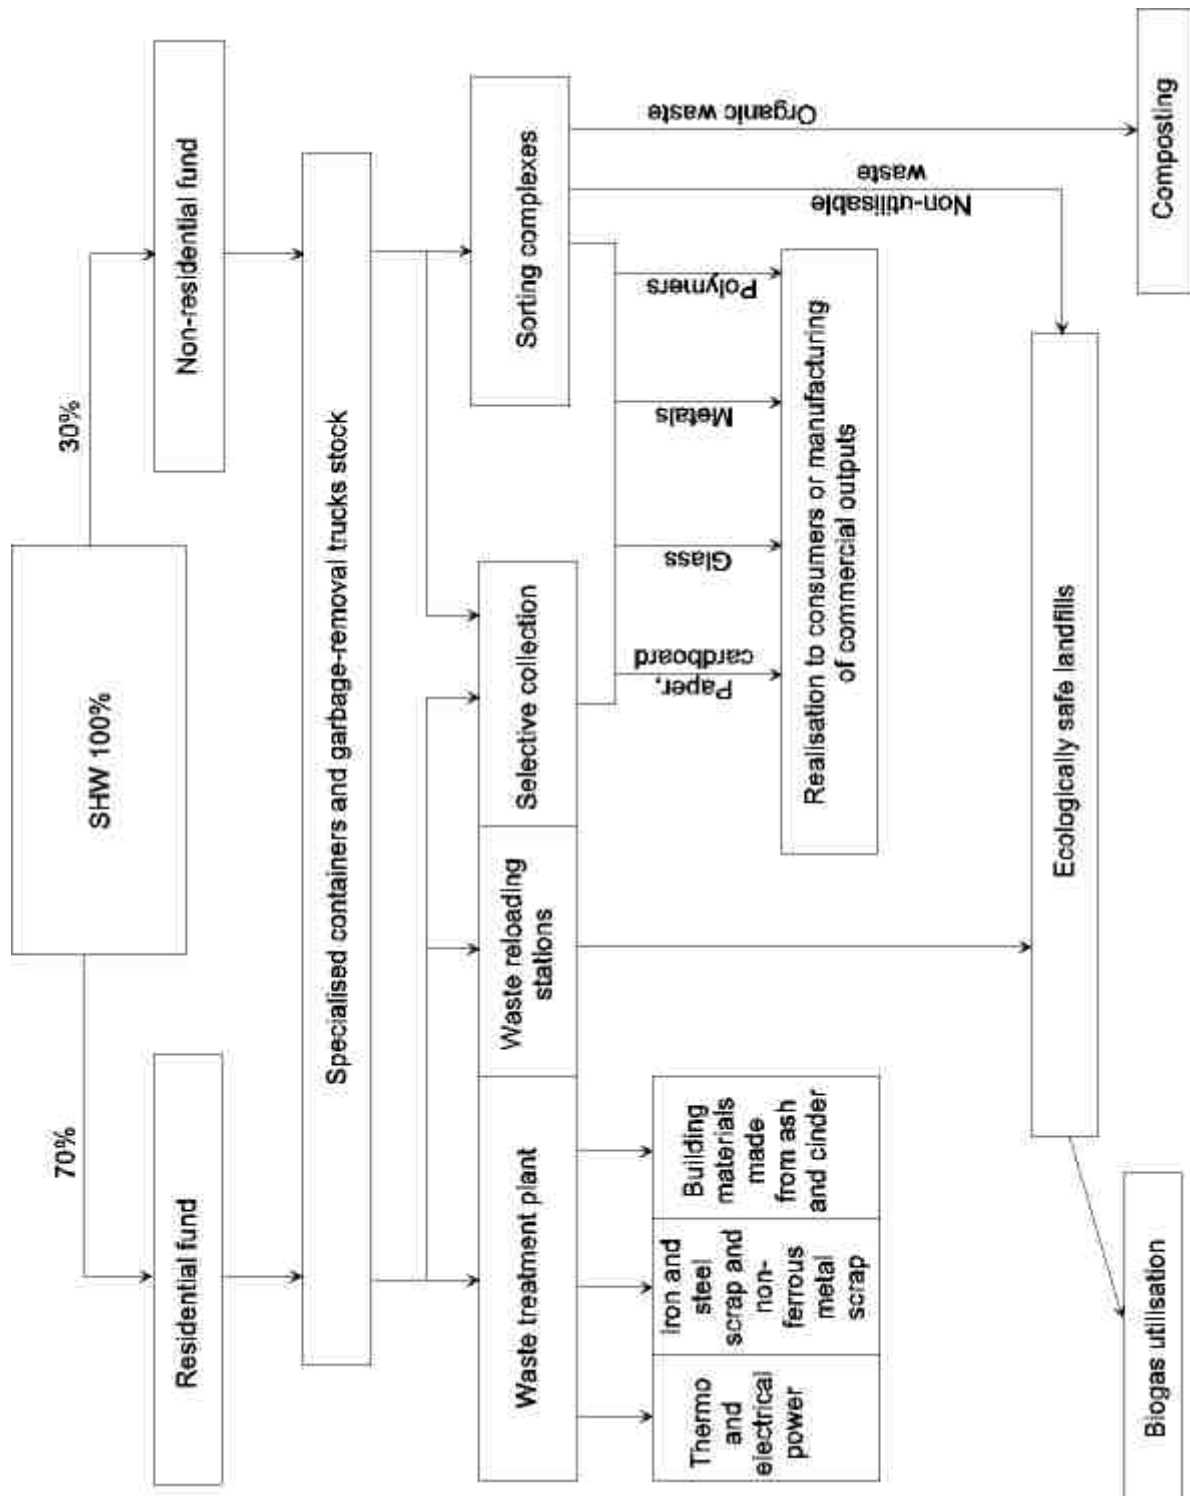 SHW 100%
70%
30%
Residential fund
Non-residential fund
Specialised containers and garbage-removal trucks stock
Waste treatment plant
Waste reloading
stations
Selective collection
Sorting complexes
Thermo
and
electrical
power
Iron and
steel
scrap and
non-
ferrous
metal
scrap
Building
materials
made
from ash
and cinder
Paper,
cardboard
Glass
Metals
Polymers
Non-utilisable
waste
Organic waste
Realisation to consumers or manufacturing
of commercial outputs
Ecologically safe landfills
Biogas utilisation
Composting